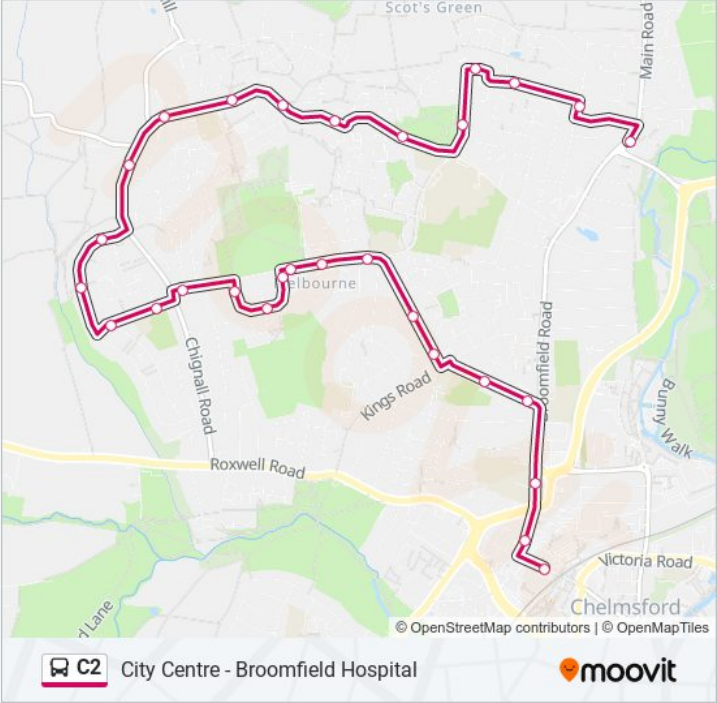 Scot's Green
Main Road
elbourne
Broomfield Road
Chignall Road
Kings Road
Bunny Walk
Roxwell Road
Victoria Road
Chelmsford
d Lane
© OpenStreetMap contributors | © OpenMapTiles
C2 City Centre - Broomfield Hospital
moovit